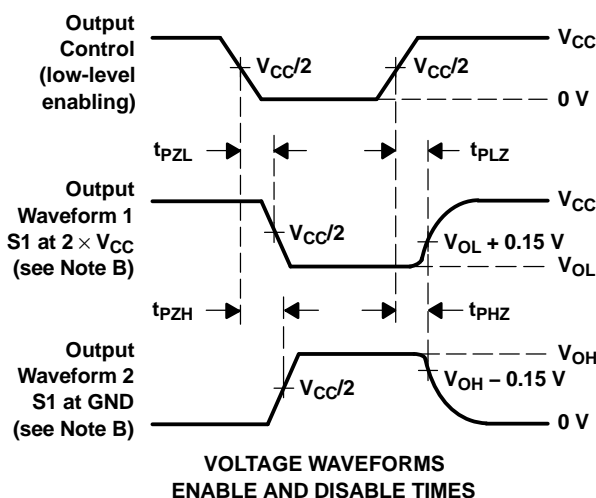 Output
Control
(low-level
enabling)
VCC/2
VCC/2
VCC
0 V
tPZL
tPLZ
Output
Waveform 1
S1 at 2 × VCC
(see Note B)
VCC/2
VCC
VOL + 0.15 V
VOL
tPZH
tPHZ
Output
Waveform 2
S1 at GND
(see Note B)
VCC/2
VOH
VOH − 0.15 V
0 V
VOLTAGE WAVEFORMS
ENABLE AND DISABLE TIMES